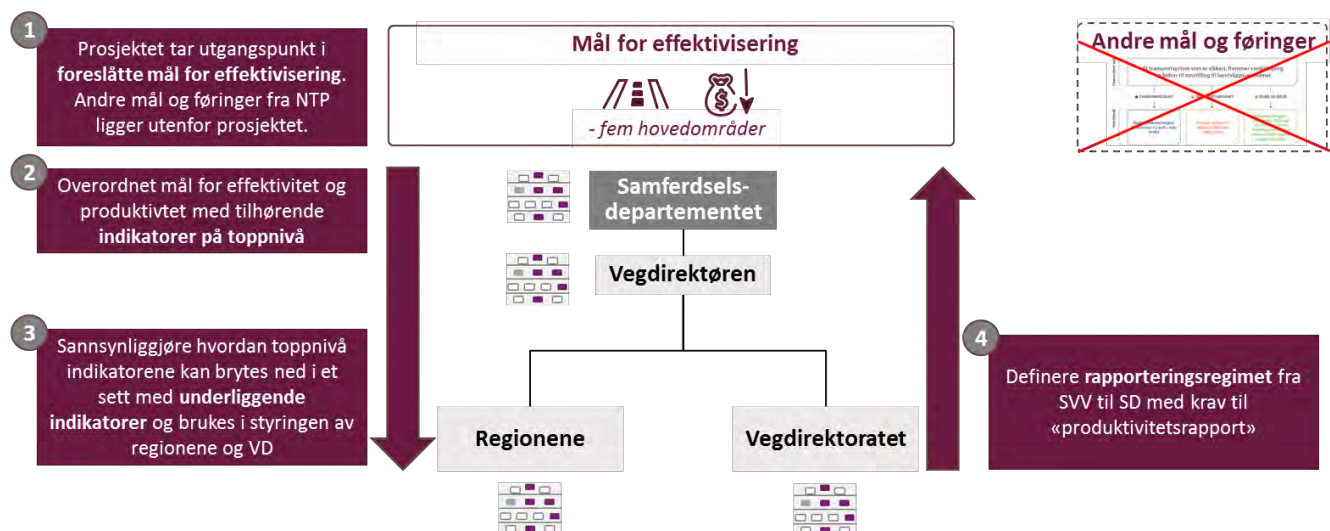 1
Prosjektet tar utgangspunkt i
foreslåtte mål for effektivisering.
Andre mål og føringer fra NTP
ligger utenfor prosjektet.
Mål for effektivisering
- fem hovedområder
Andre mål og føringer
2
Overordnet mål for effektivitet og
produktivtet med tilhørende
indikatorer på toppnivå
Samferdsels-
departementet
Vegdirektøren
3
Sannsynliggjøre hvordan toppnivå
indikatorene kan brytes ned i et
sett med underliggende
indikatorer og brukes i styringen av
regionene og VD
Regionene
Vegdirektoratet
4
Definere rapporteringsregimet fra
SVV til SD med krav til
«produktivitetsrapport»